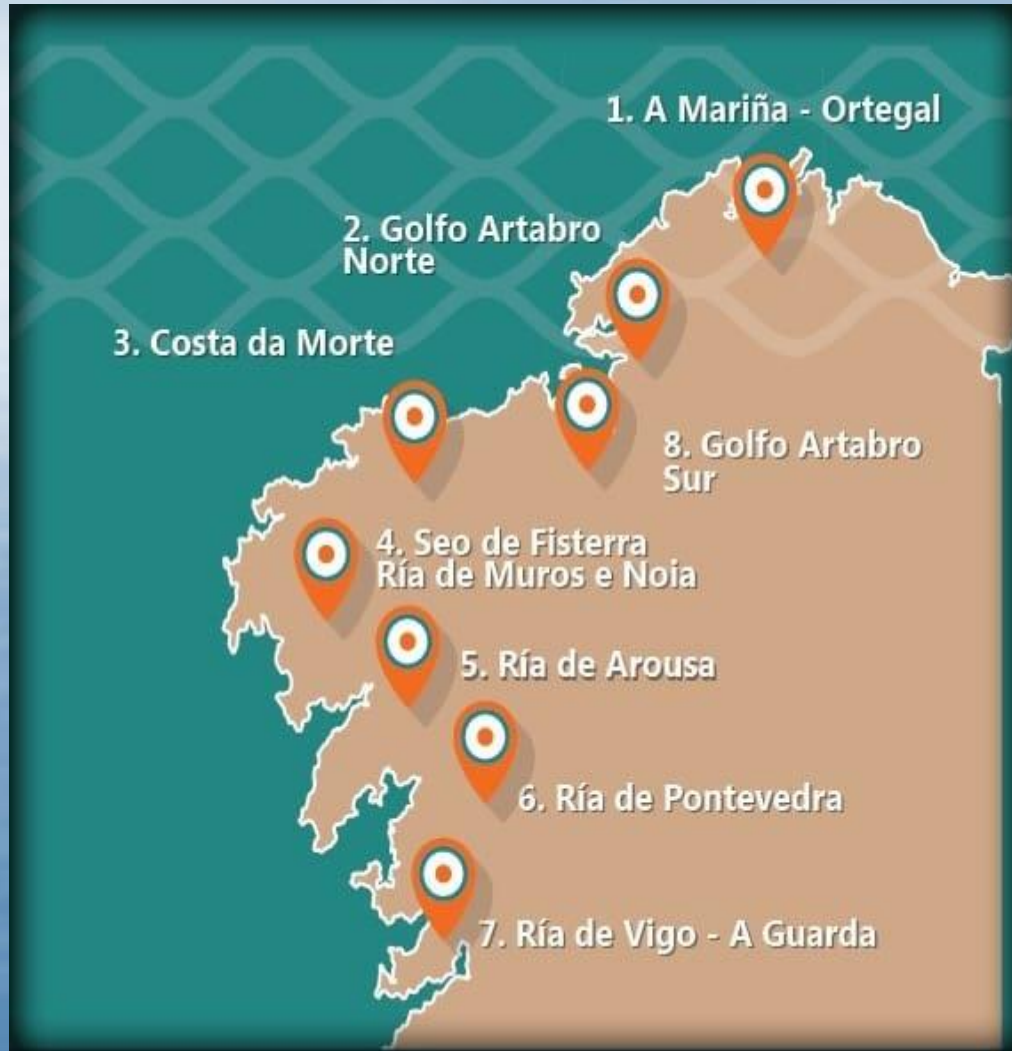 1. A Mariña - Ortegal
2. Golfo Artabro
Norte
3. Costa da Morte
8. Golfo Artabro
Sur
4. Seo de Fisterra
Ría de Muros e Noia
5. Ría de Arousa
6. Ría de Pontevedra
7. Ría de Vigo - A Guarda